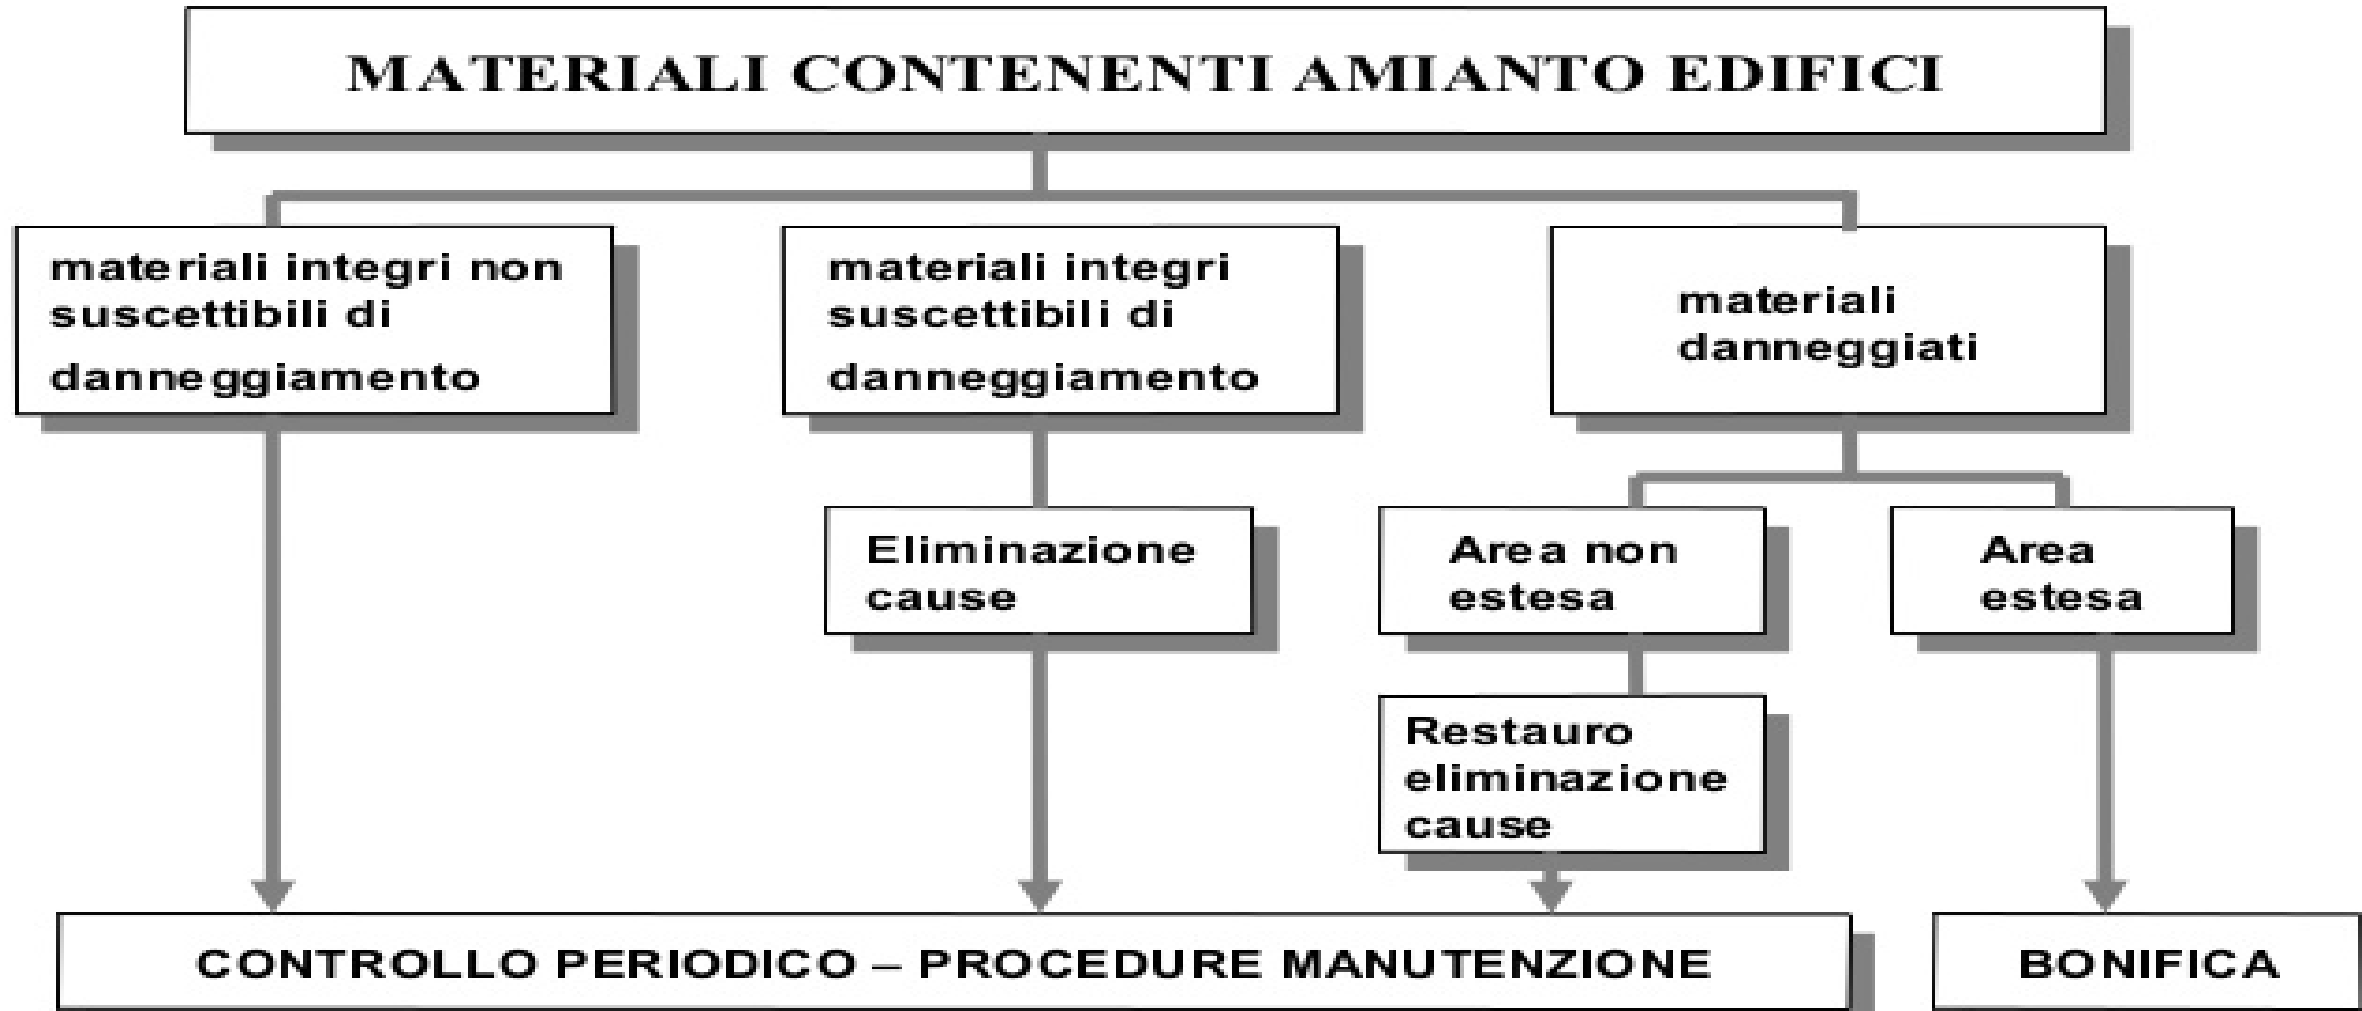 MATERIALI CONTENENTI AMIANTO EDIFICI
materiali integri non
suscettibili di
danneggiamento
materiali integri
suscettibili di
danneggiamento
materiali
danneggiati
Eliminazione
cause
Area non
estesa
Area
estesa
Restauro
eliminazione
cause
CONTROLLO PERIODICO – PROCEDURE MANUTENZIONE
BONIFICA